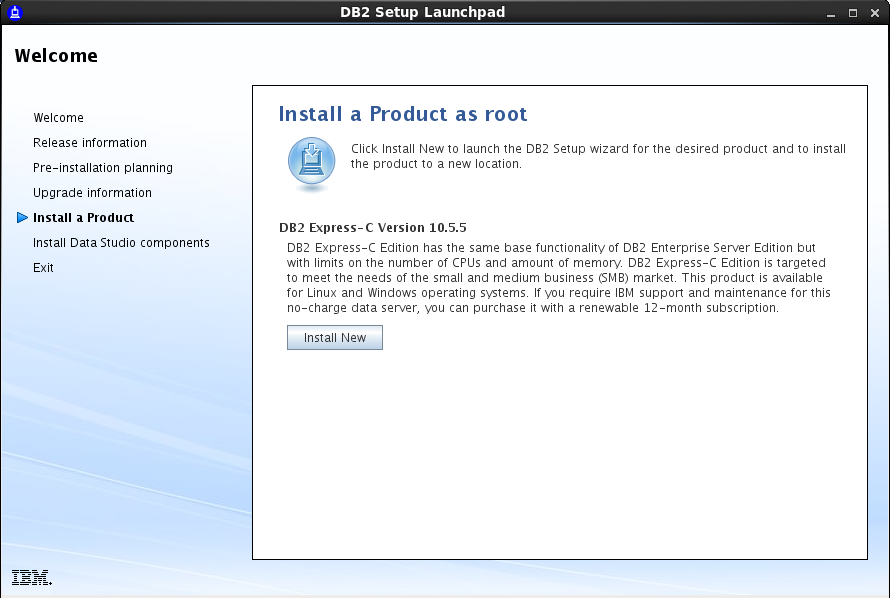 DB2 Setup Launchpad
Welcome
Welcome
Release information
Pre-installation planning
Upgrade information
Install a Product
Install Data Studio components
Exit
Install a Product as root
Click Install New to launch the DB2 Setup wizard for the desired product and to install
the product to a new location.
DB2 Express-C Version 10.5.5
DB2 Express-C Edition has the same base functionality of DB2 Enterprise Server Edition but
with limits on the number of CPUs and amount of memory. DB2 Express-C Edition is targeted
to meet the needs of the small and medium business (SMB) market. This product is available
for Linux and Windows operating systems. If you require IBM support and maintenance for this
no-charge data server, you can purchase it with a renewable 12-month subscription.
Install New
IBM.